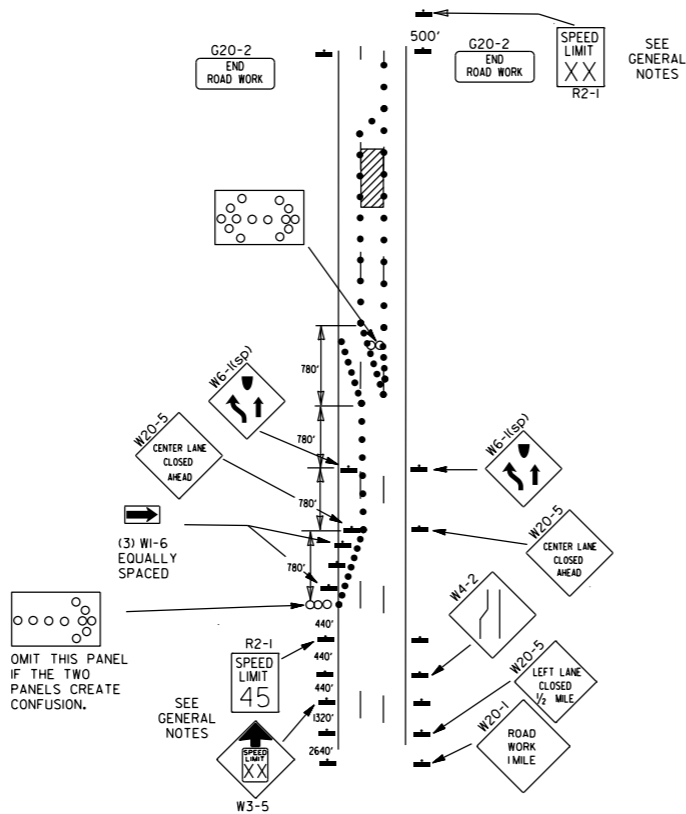 G20-2
END
ROAD WORK
500'
G20-2
END
ROAD WORK
SPEED
LIMIT
XX
R2-1
SEE
GENERAL
NOTES
W6-1(sp)
780'
W20-5
CENTER LANE
CLOSED
AHEAD
780'
W6-1(sp)
780'
W20-5
CENTER LANE
CLOSED
AHEAD
(3) W1-6
EQUALLY
SPACED
780'
W4-2
OMIT THIS PANEL
IF THE TWO
PANELS CREATE
CONFUSION.
R2-1
SPEED
LIMIT
45
440'
440'
440'
1320'
2640'
W20-5
LEFT LANE
CLOSED
1/2 MILE
SEE
GENERAL
NOTES
SPEED
LIMIT
XX
W3-5
W20-1
ROAD
WORK
1 MILE